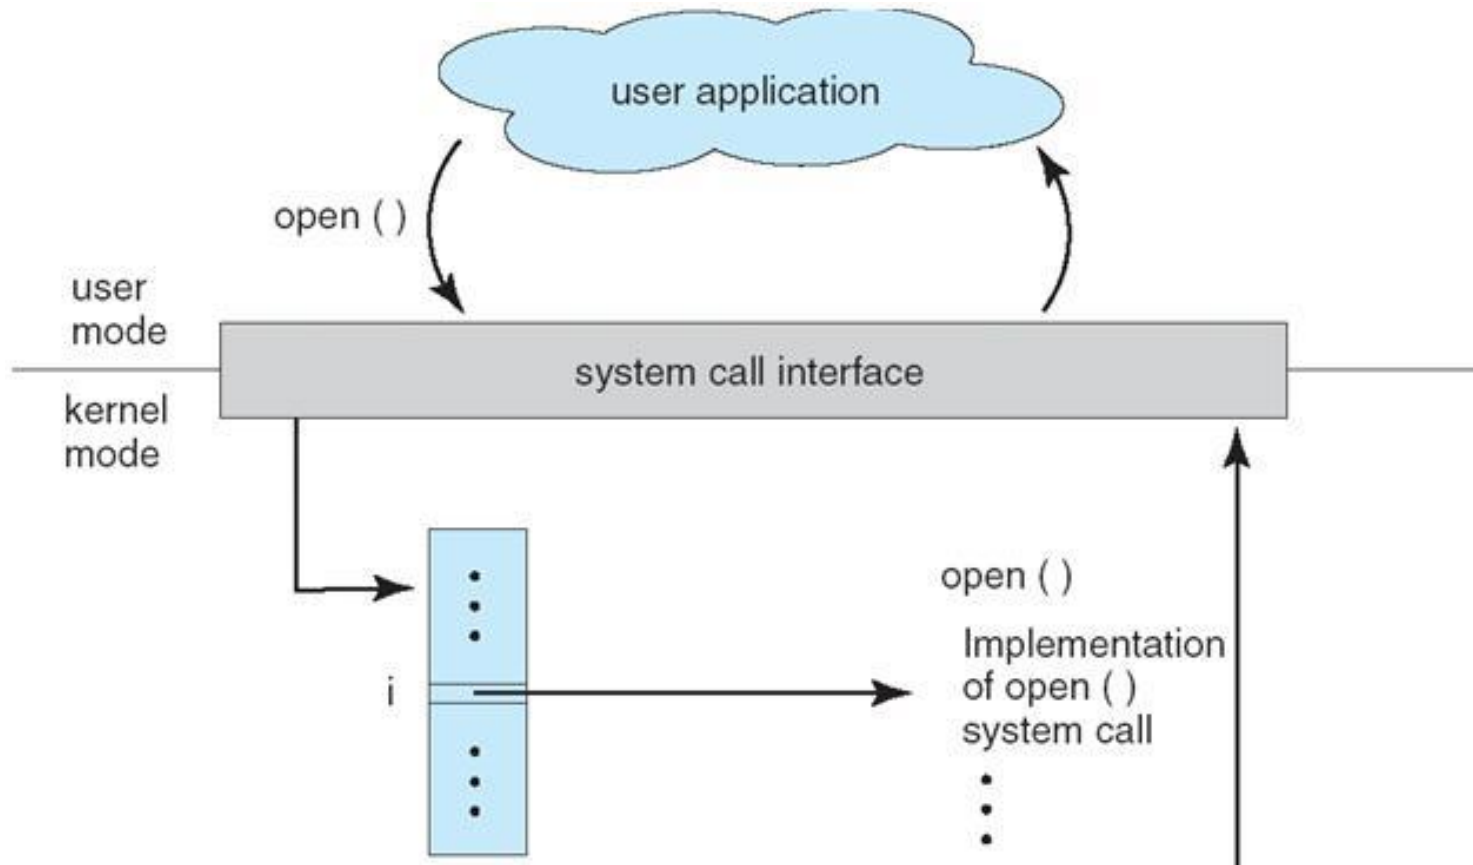 user application
open ( )
user
mode
system call interface
kernel
mode
open ( )
Implementation
of open ( )
system call
i